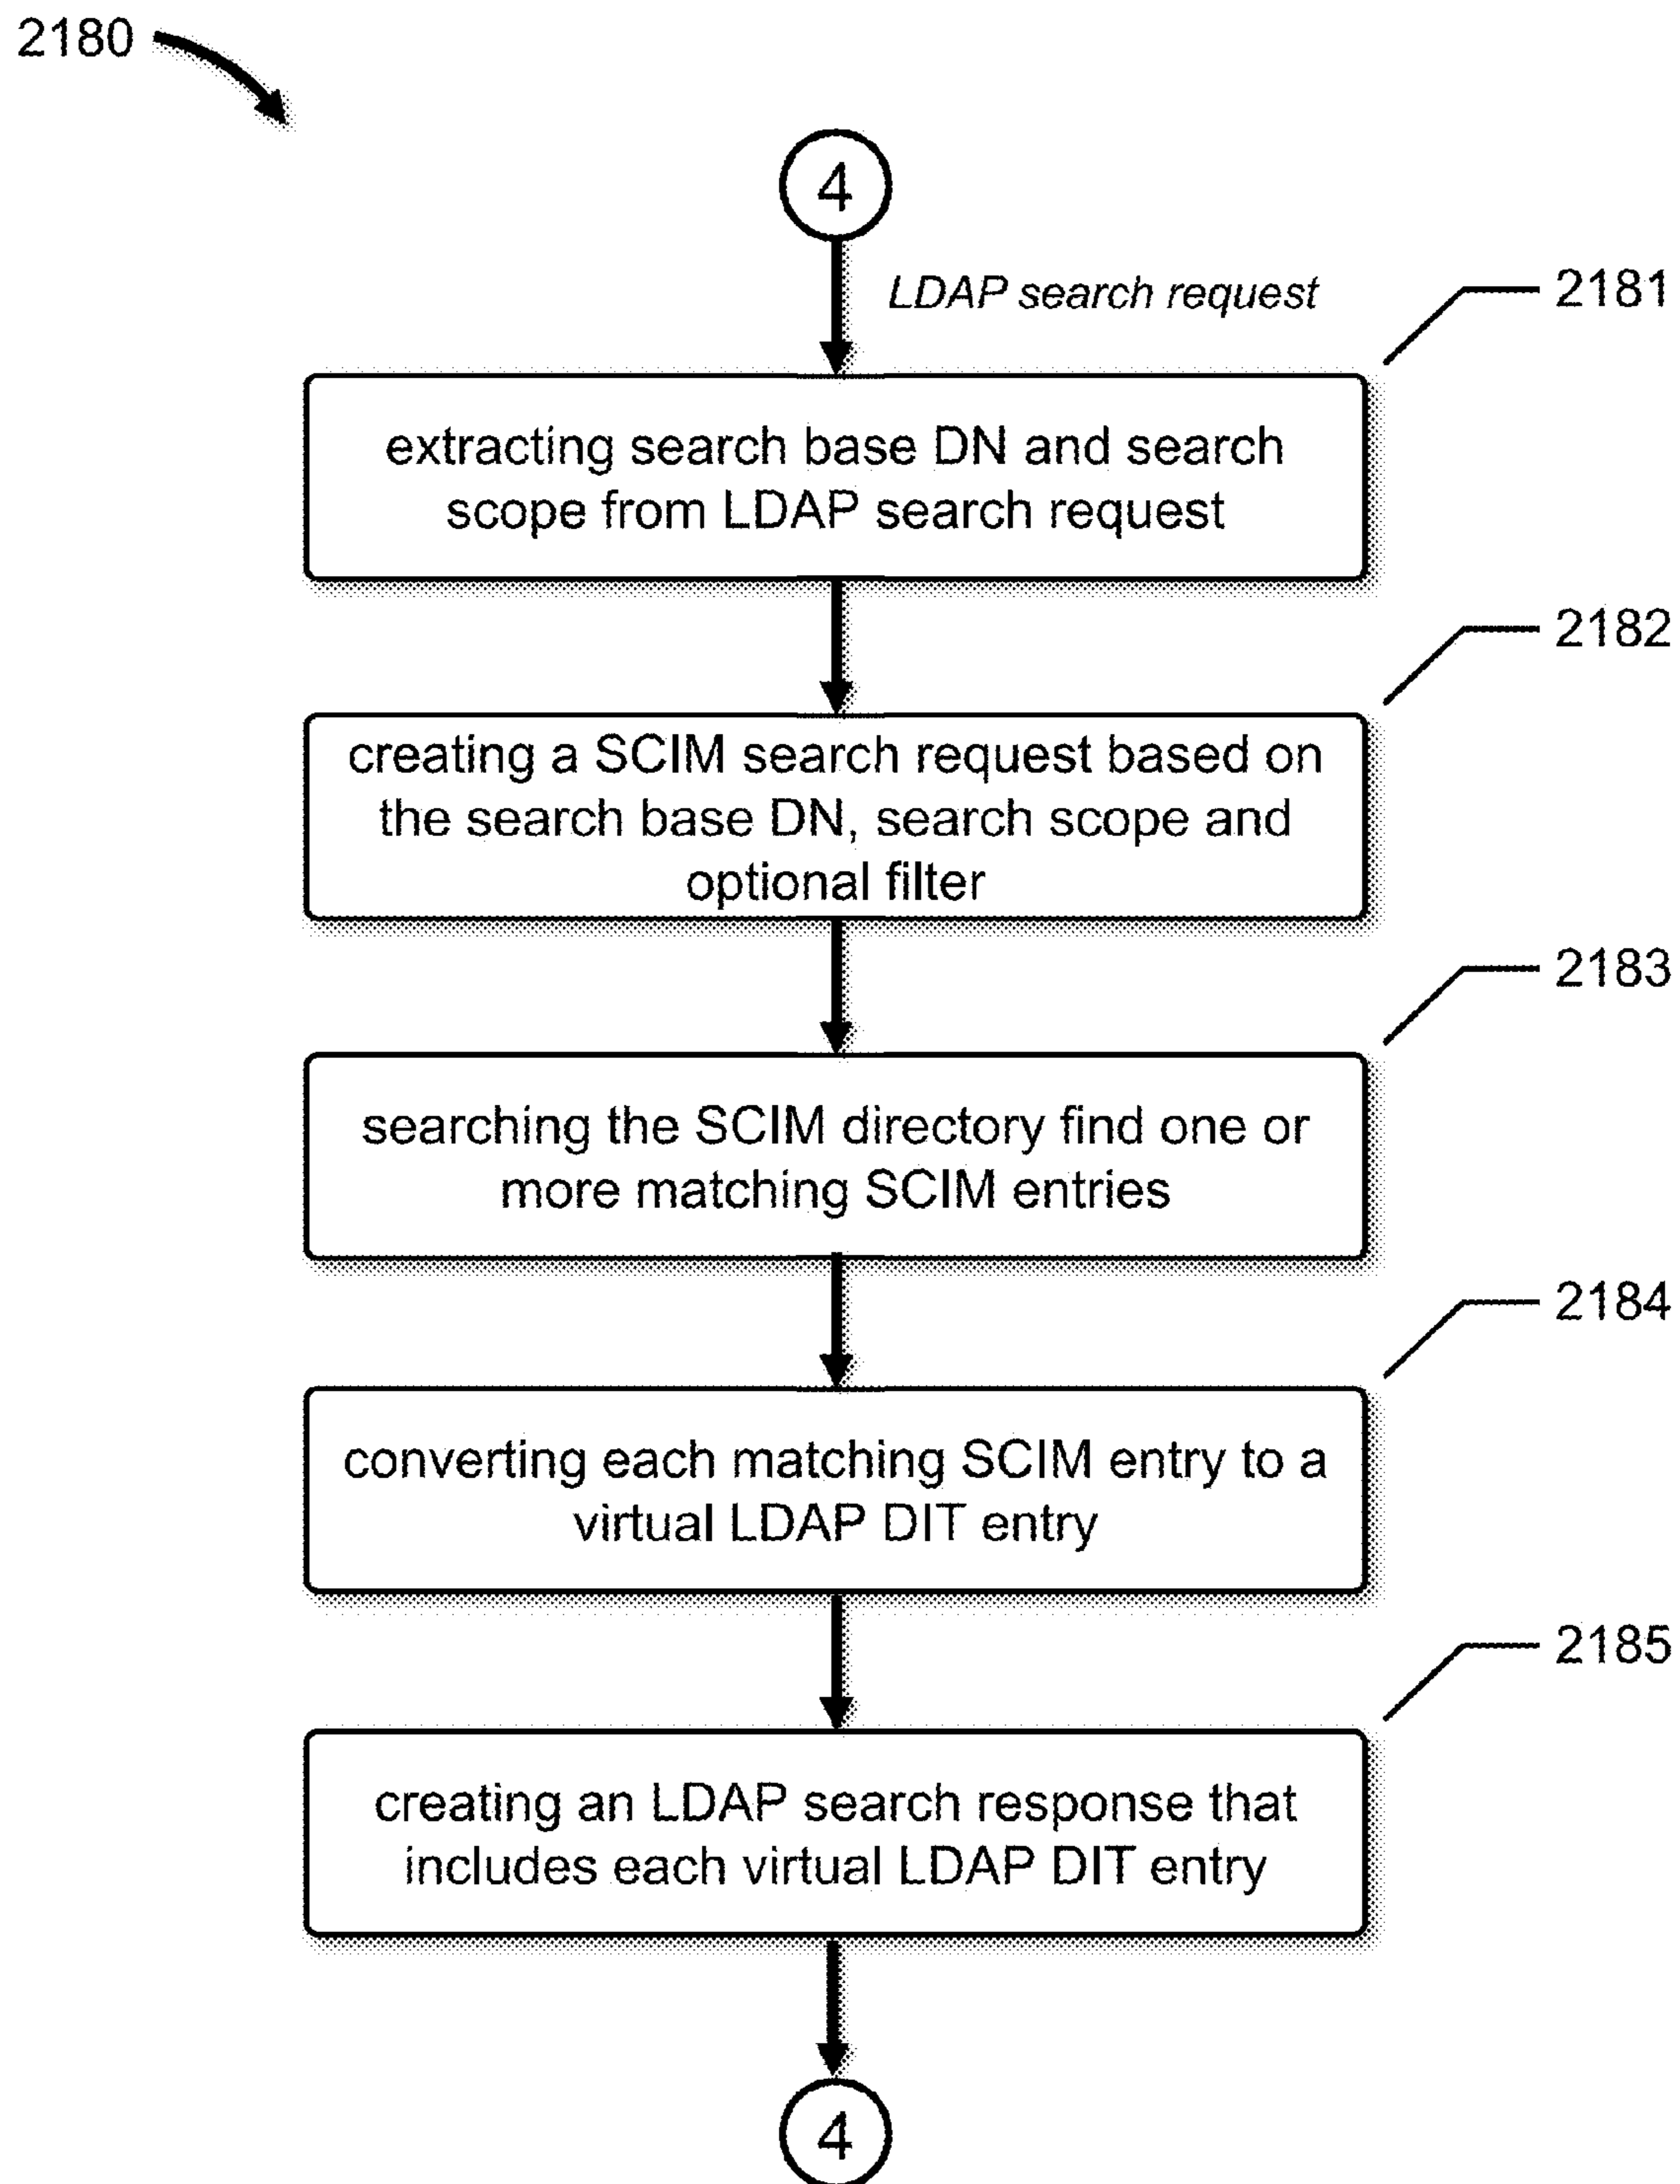 2180
4
LDAP search request
2181
extracting search base DN and search
scope from LDAP search request
2182
creating a SCIM search request based on
the search base DN, search scope and
optional filter
2183
searching the SCIM directory find one or
more matching SCIM entries
2184
converting each matching SCIM entry to a
virtual LDAP DIT entry
2185
creating an LDAP search response that
includes each virtual LDAP DIT entry
4